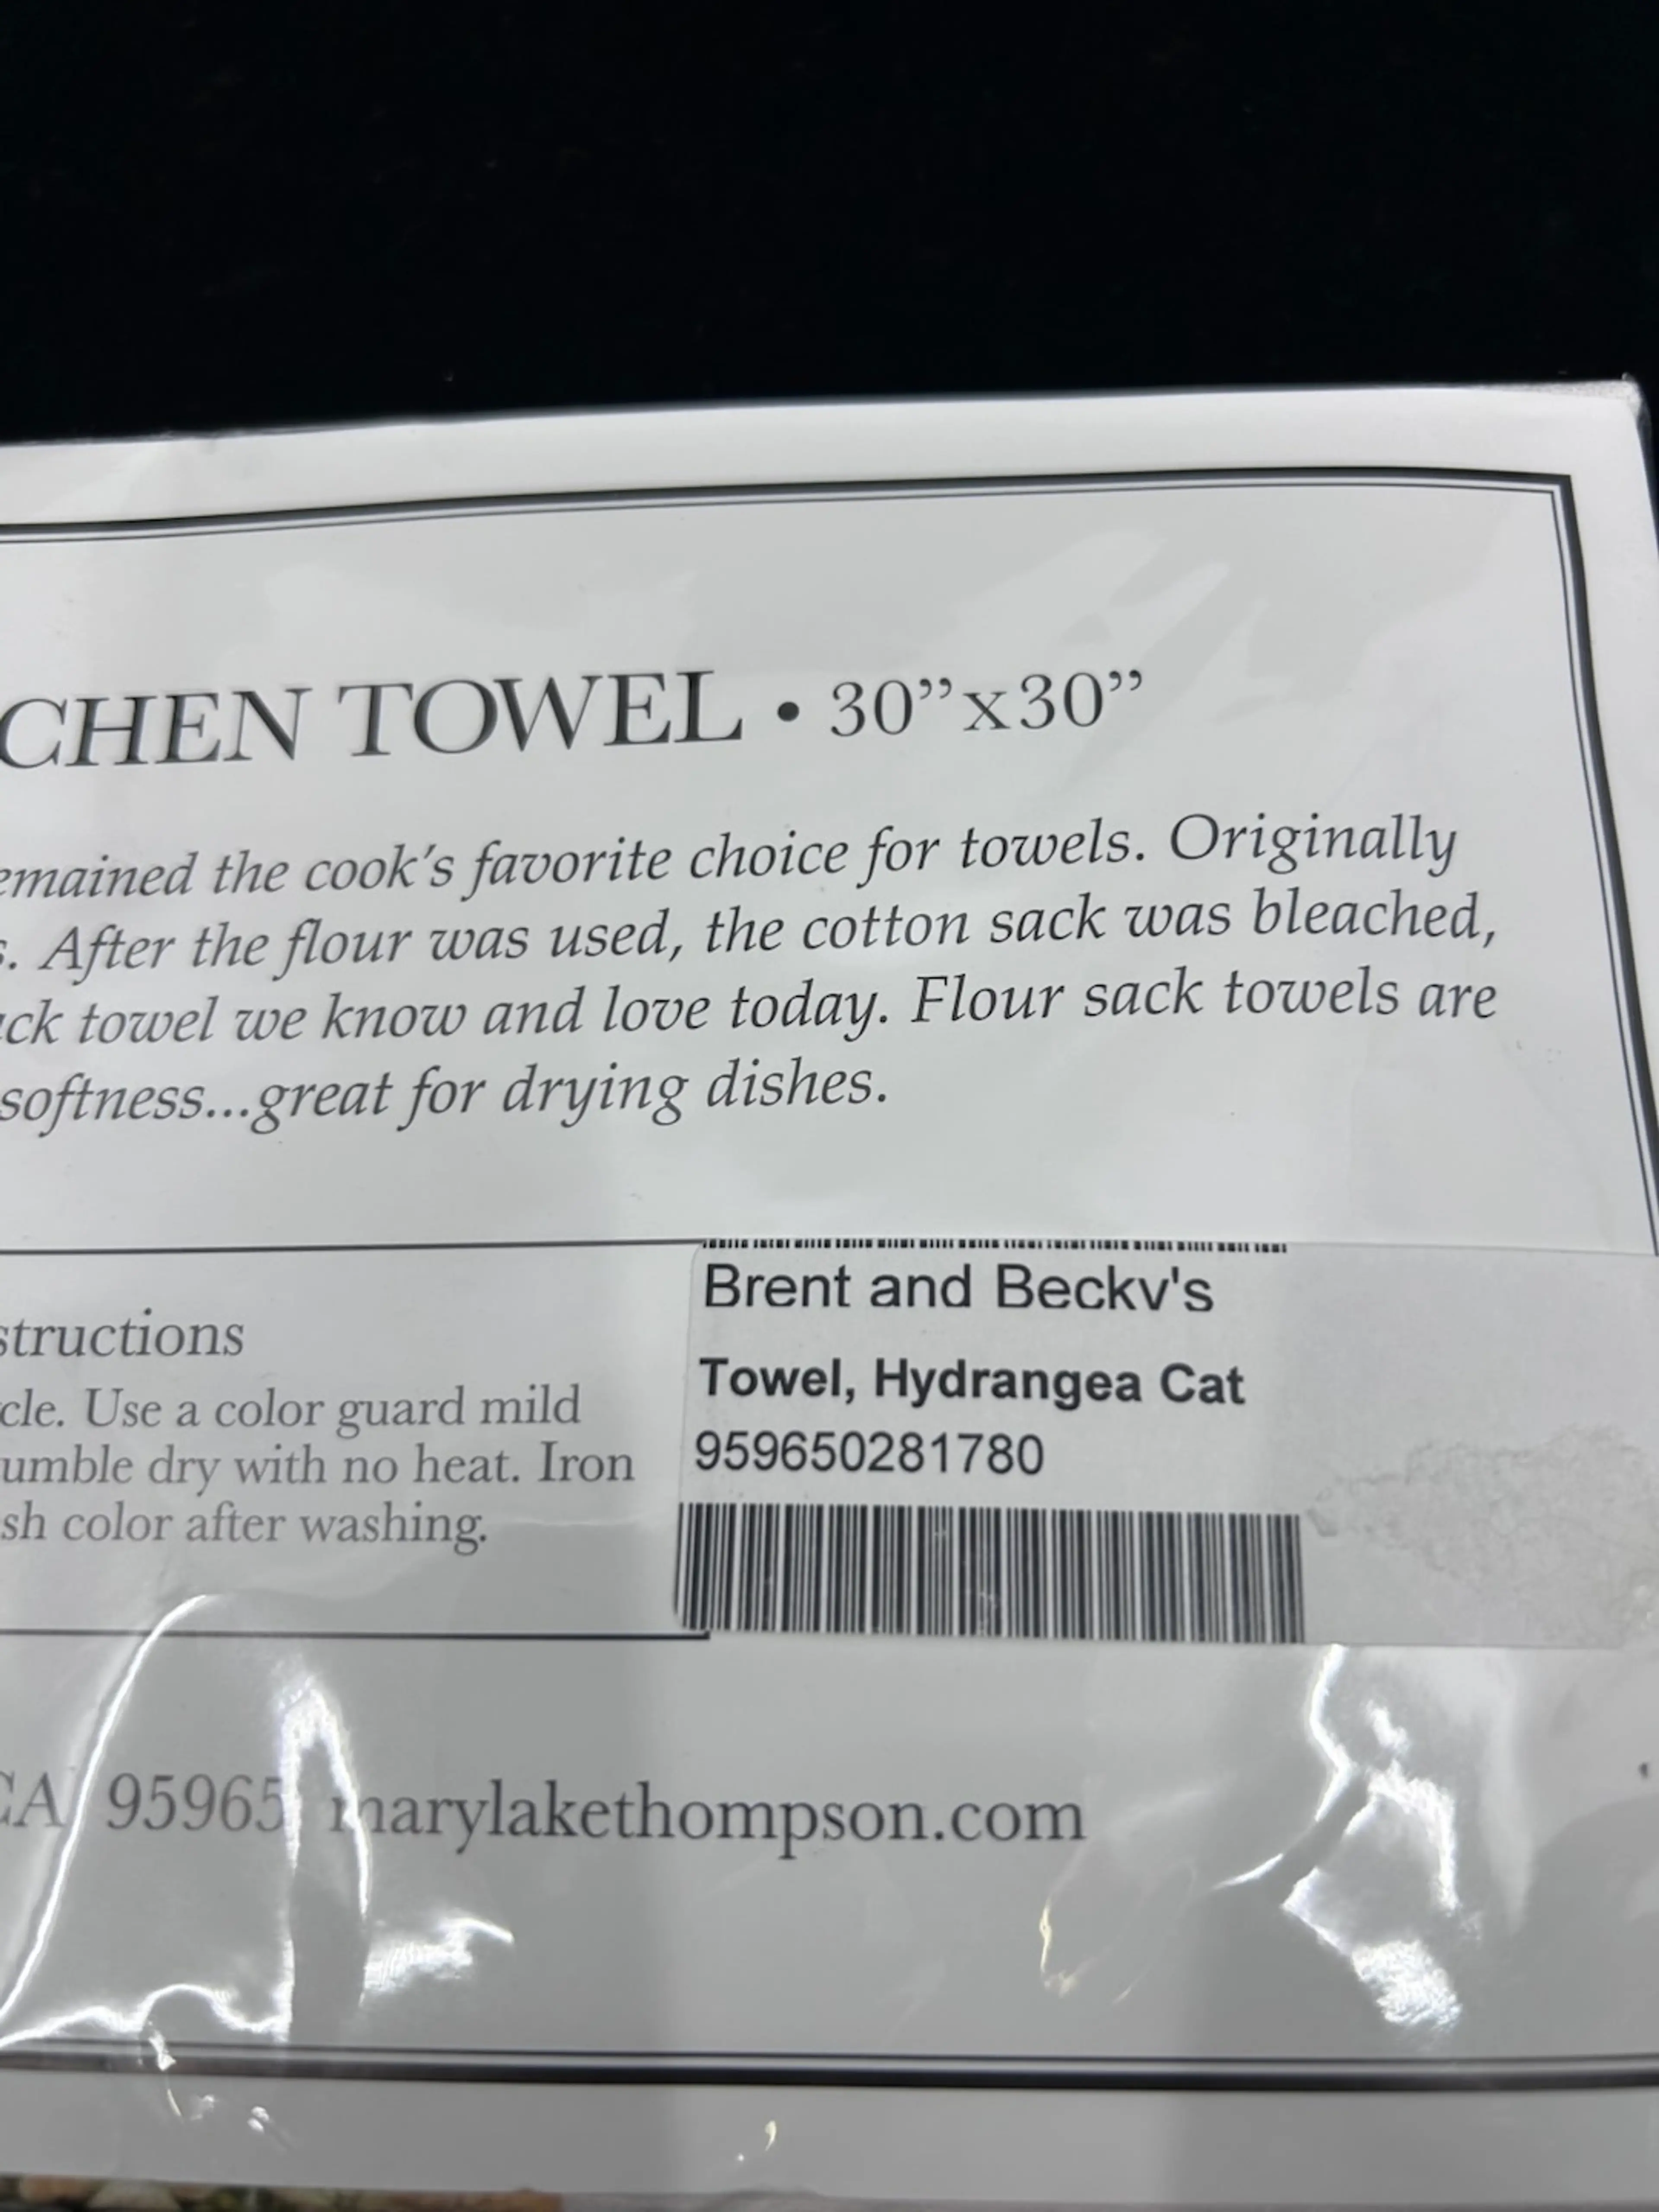 CHEN TOWEL • 30”x30”
emained the cook’s favorite choice for towels. Originally
s. After the flour was used, the cotton sack was bleached,
ck towel we know and love today. Flour sack towels are
softness...great for drying dishes.
structions
cle. Use a color guard mild
umble dry with no heat. Iron
sh color after washing.
Brent and Becky's
Towel, Hydrangea Cat
959650281780
CA 95965 marylakethompson.com